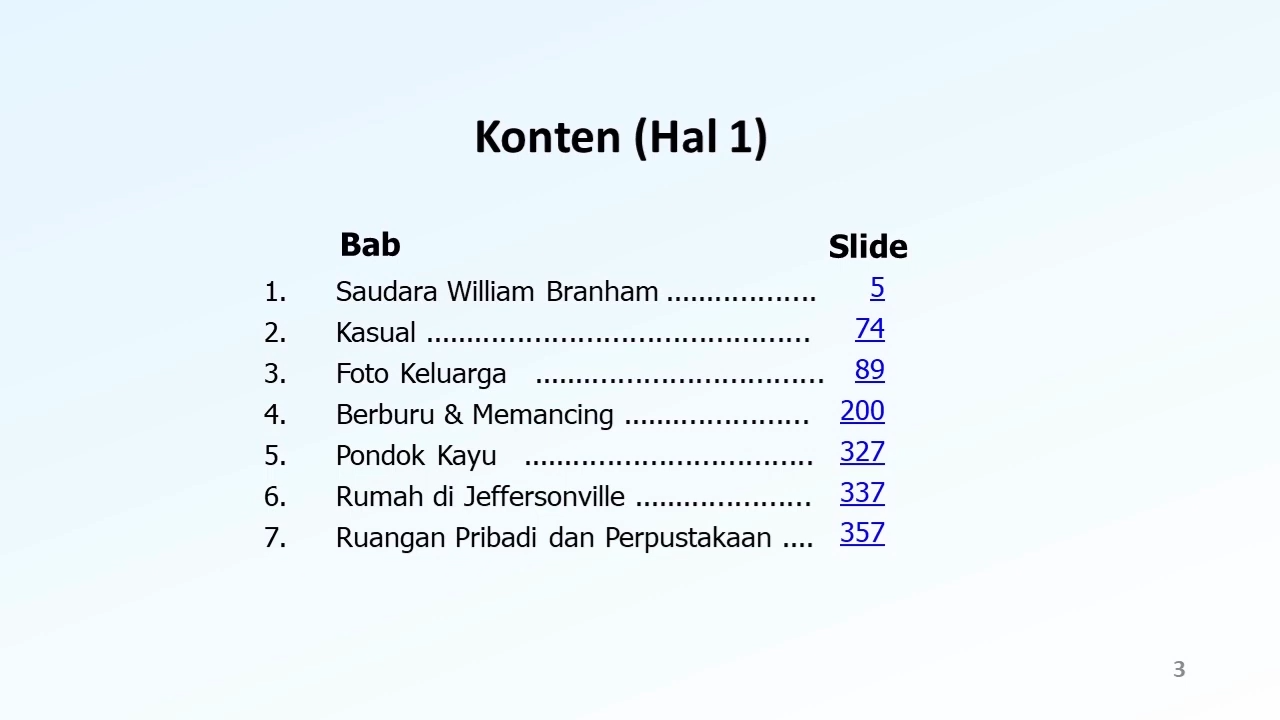 Konten (Hal 1)
Bab Slide
1. Saudara William Branham .................. 5
2. Kasual ............................................. 74
3. Foto Keluarga .................................. 89
4. Berburu & Memancing ...................... 200
5. Pondok Kayu .................................. 327
6. Rumah di Jeffersonville ..................... 337
7. Ruangan Pribadi dan Perpustakaan .... 357
3